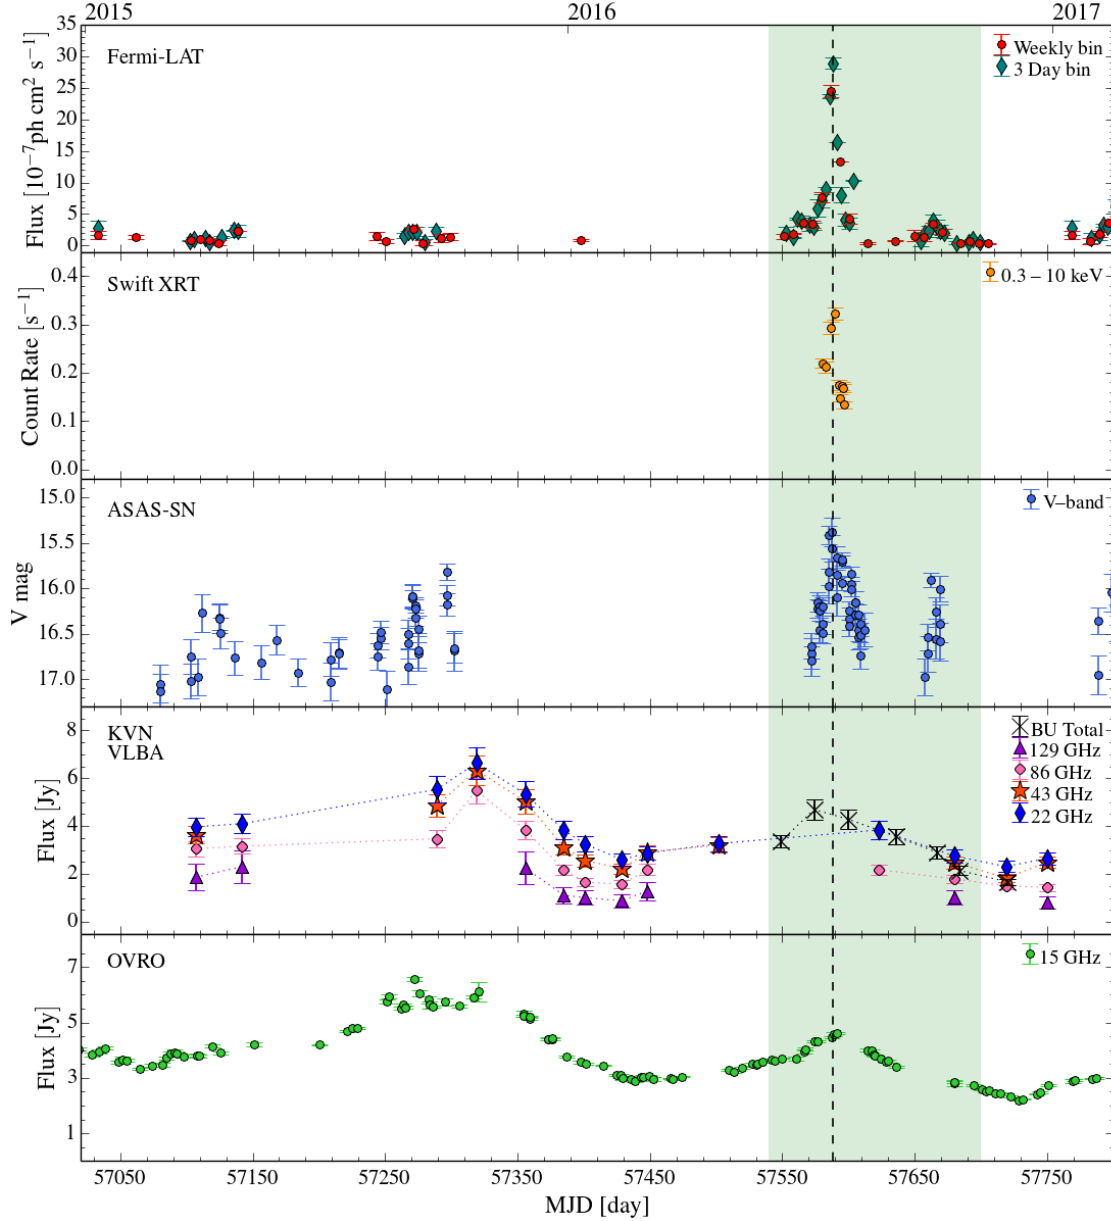 2015 2016 2017
Fermi-LAT
Weekly bin
3 Day bin
Flux [10⁻⁷ph cm² s⁻¹]
35
30
25
20
15
10
5
0
Swift XRT
0.3 – 10 keV
Count Rate [s⁻¹]
0.4
0.3
0.2
0.1
0.0
ASAS-SN
V–band
V mag
15.0
15.5
16.0
16.5
17.0
KVN
VLBA
BU Total
129 GHz
86 GHz
43 GHz
22 GHz
Flux [Jy]
8
6
4
2
0
OVRO
15 GHz
Flux [Jy]
7
5
3
1
57050 57150 57250 57350 57450 57550 57650 57750
MJD [day]